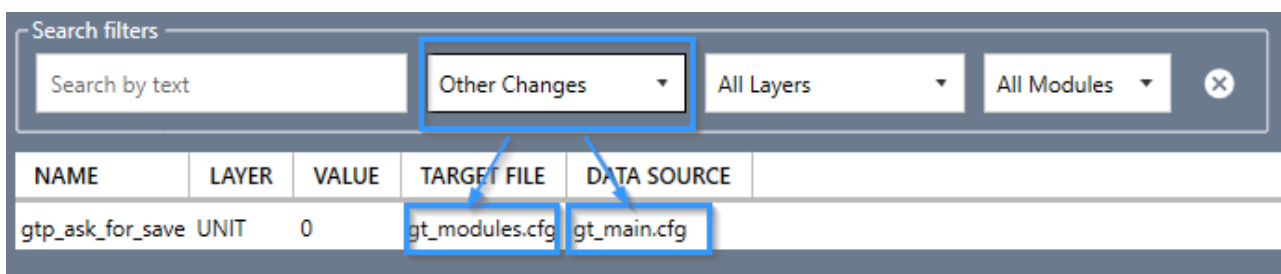 Search filters
Search by text Other Changes All Layers All Modules
NAME LAYER VALUE TARGET FILE DATA SOURCE
gtp_ask_for_save UNIT 0 gt_modules.cfg gt_main.cfg